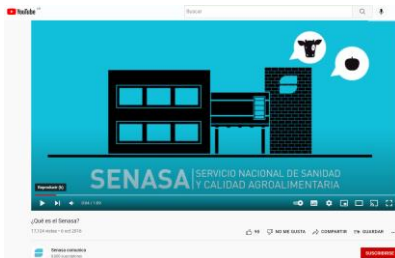 YouTube
Buscar
SENASA
SERVICIO NACIONAL DE SANIDAD
Y CALIDAD AGROALIMENTARIA
Reproducir (k)
¿Qué es el Senasa?
NO ME GUSTA
COMPARTIR
GUARDAR
Senasa comunica
SUSCRIBIRSE